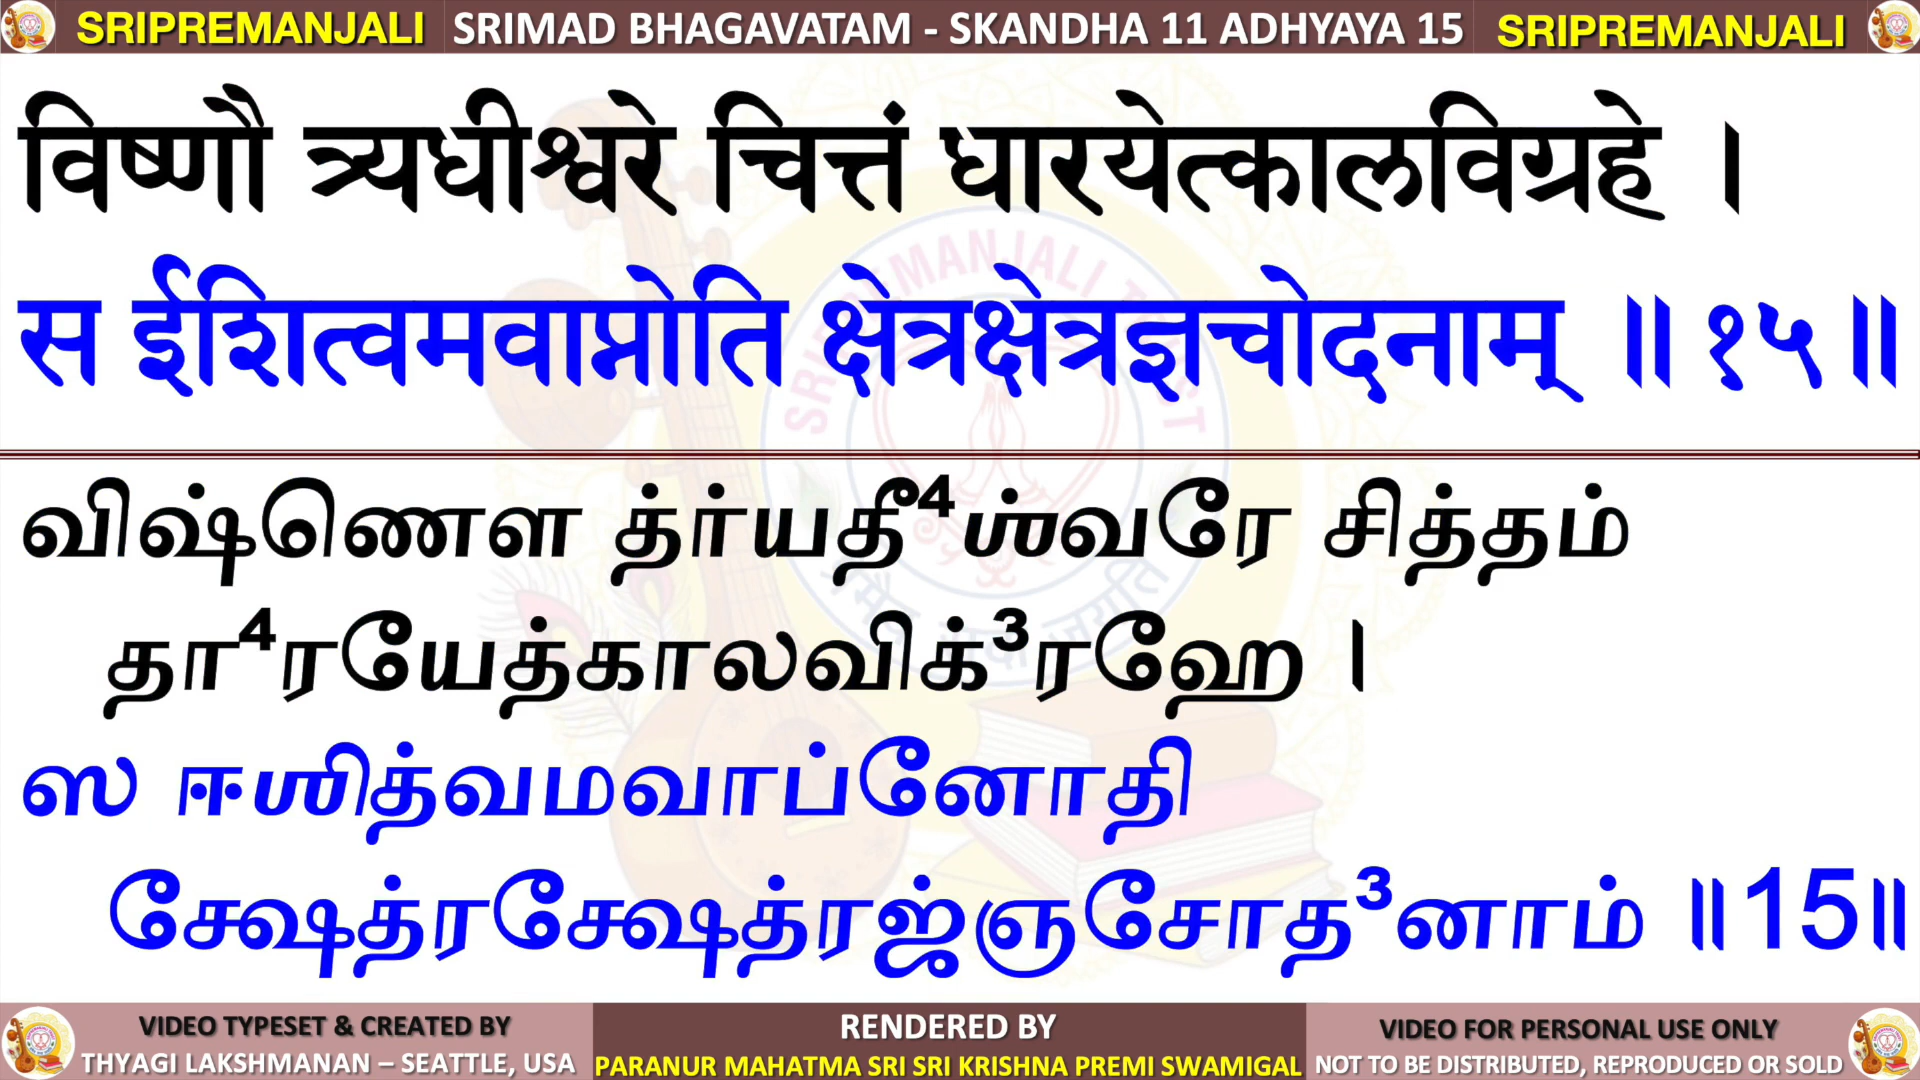 SRIPREMANJALI SRIMAD BHAGAVATAM - SKANDHA 11 ADHYAYA 15 SRIPREMANJALI
विष्णौ त्र्यधीश्वरे चित्तं धारयेत्कालविग्रहे ।
स ईशित्वमवाप्नोति क्षेत्रक्षेत्रज्ञचोदनाम् ॥ १५ ॥
விஷ்ணௌ த்ர்யதீ⁴ஶ்வரே சித்தம்
தா⁴ரயேத்காலவிக்³ரஹே ।
ஸ ஈஶித்வமவாப்னோதி
க்ஷேத்ரக்ஷேத்ரஜ்ஞசோத³னாம் ॥15॥
VIDEO TYPESET & CREATED BY
THYAGI LAKSHMANAN – SEATTLE, USA
RENDERED BY
PARANUR MAHATMA SRI SRI KRISHNA PREMI SWAMIGAL
VIDEO FOR PERSONAL USE ONLY
NOT TO BE DISTRIBUTED, REPRODUCED OR SOLD